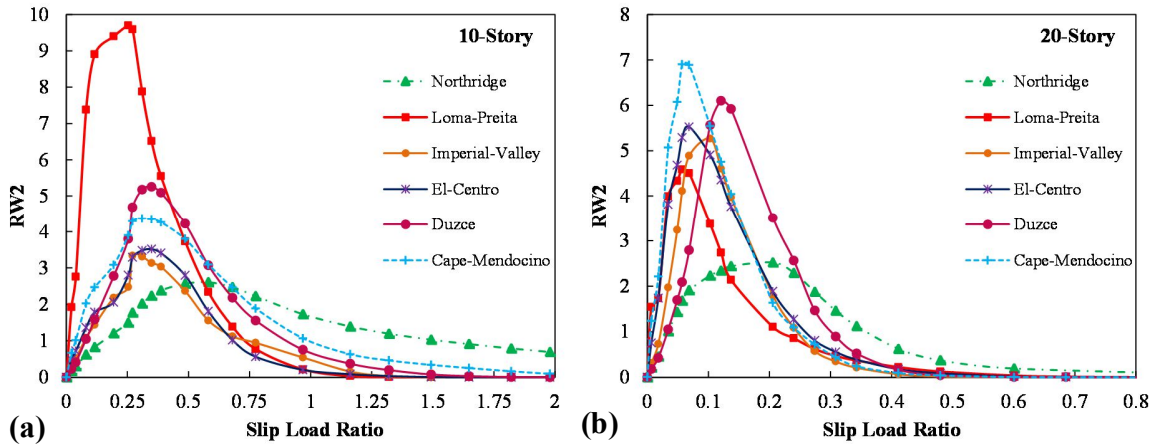 10-Story
RW2
10
9
8
7
6
5
4
3
2
1
0
Northridge
Loma-Preita
Imperial-Valley
El-Centro
Duzce
Cape-Mendocino
0 0.25 0.5 0.75 1 1.25 1.5 1.75 2
Slip Load Ratio
(a)
20-Story
RW2
8
7
6
5
4
3
2
1
0
Northridge
Loma-Preita
Imperial-Valley
El-Centro
Duzce
Cape-Mendocino
0 0.1 0.2 0.3 0.4 0.5 0.6 0.7 0.8
Slip Load Ratio
(b)